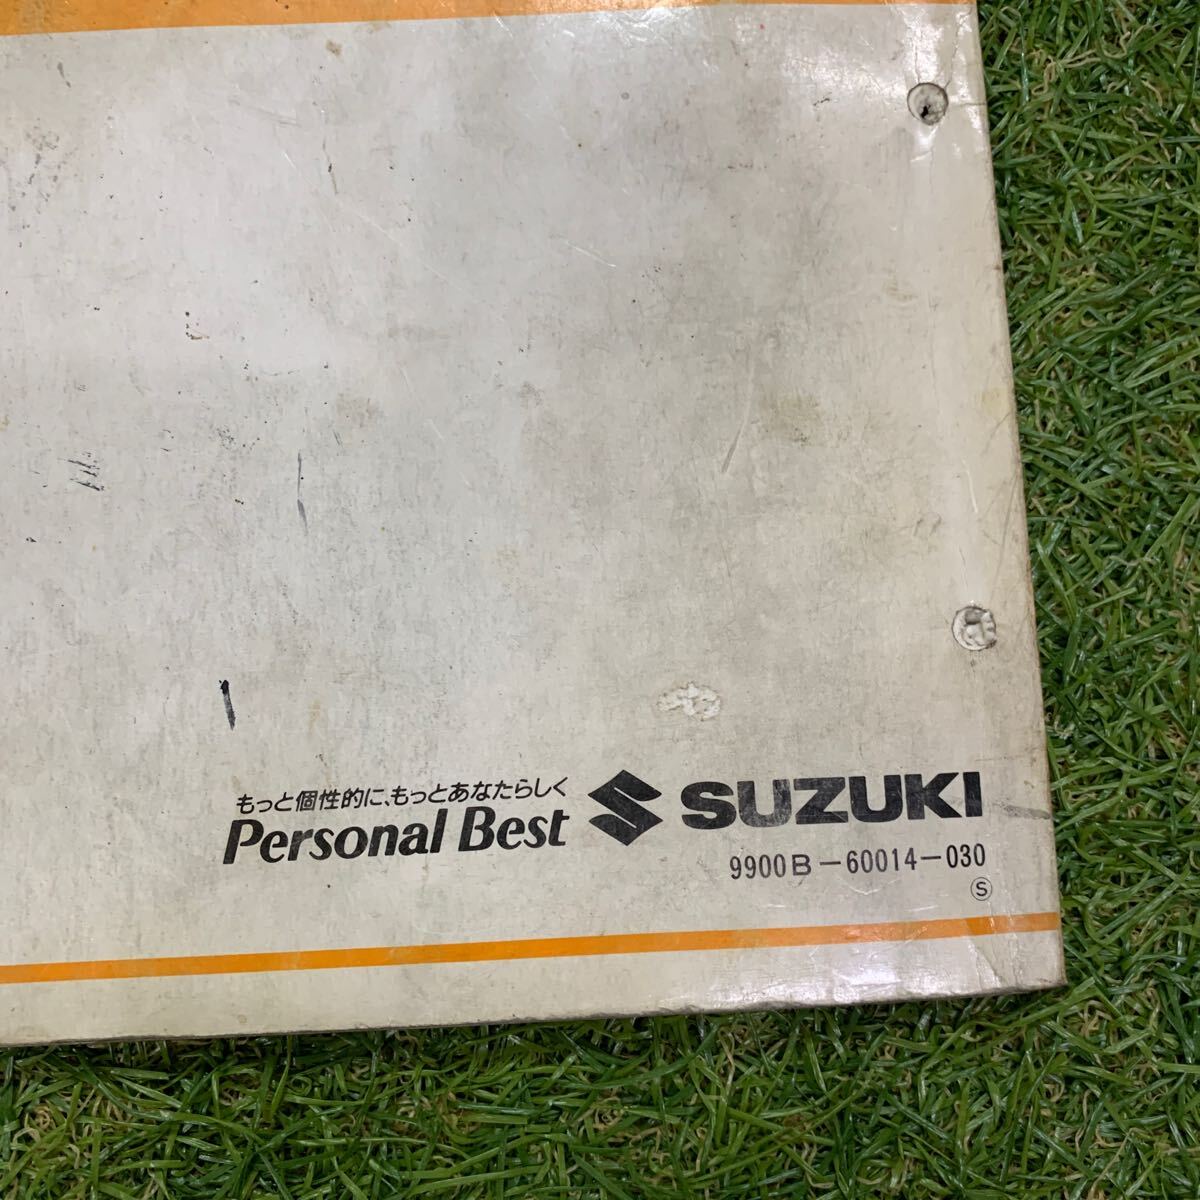 もっと個性的に、もっとあなたらしく
Personal Best SUZUKI
9900B-60014-030
Ⓢ